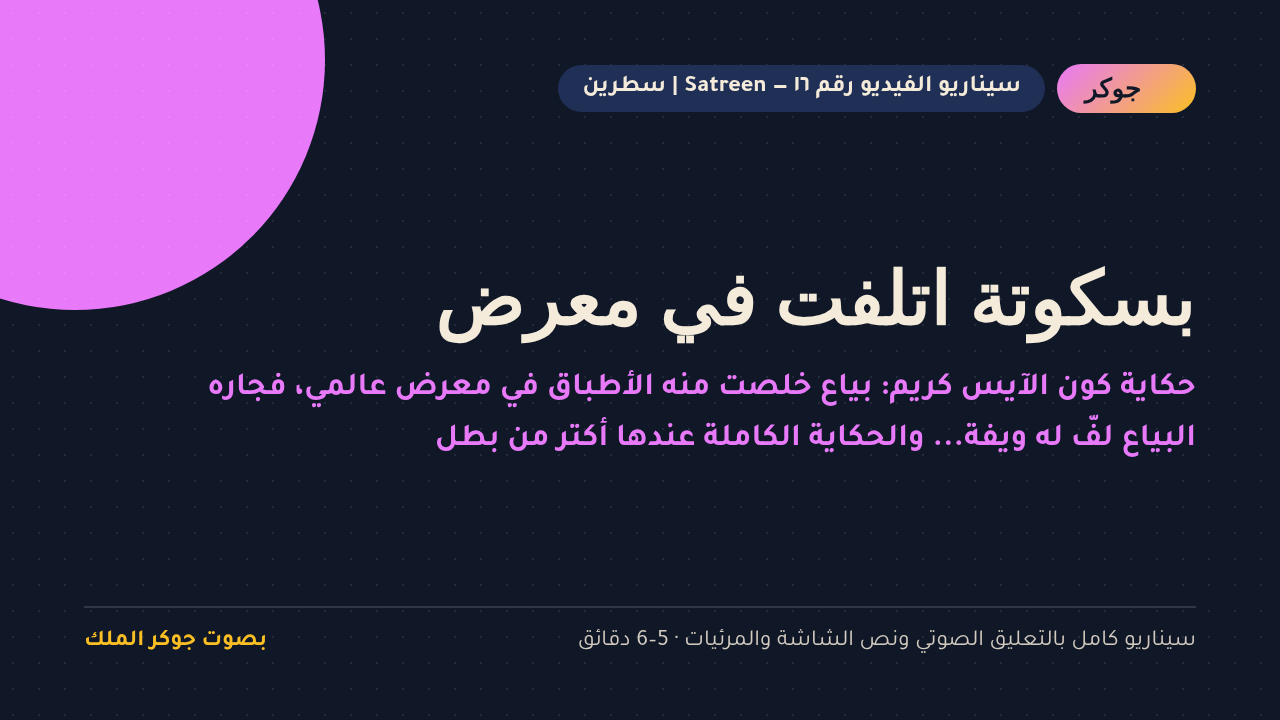 جوكر
سيناريو الفيديو رقم ١٦ — Satreen | سطرين
بسكوتة اتلفت في معرض
حكاية كون الآيس كريم: بياع خلصت منه الأطباق في معرض عالمي، فجاره
البياع لفّ له ويفة... والحكاية الكاملة عندها أكتر من بطل
سيناريو كامل بالتعليق الصوتي ونص الشاشة والمرئيات · 5–6 دقائق
بصوت جوكر الملك